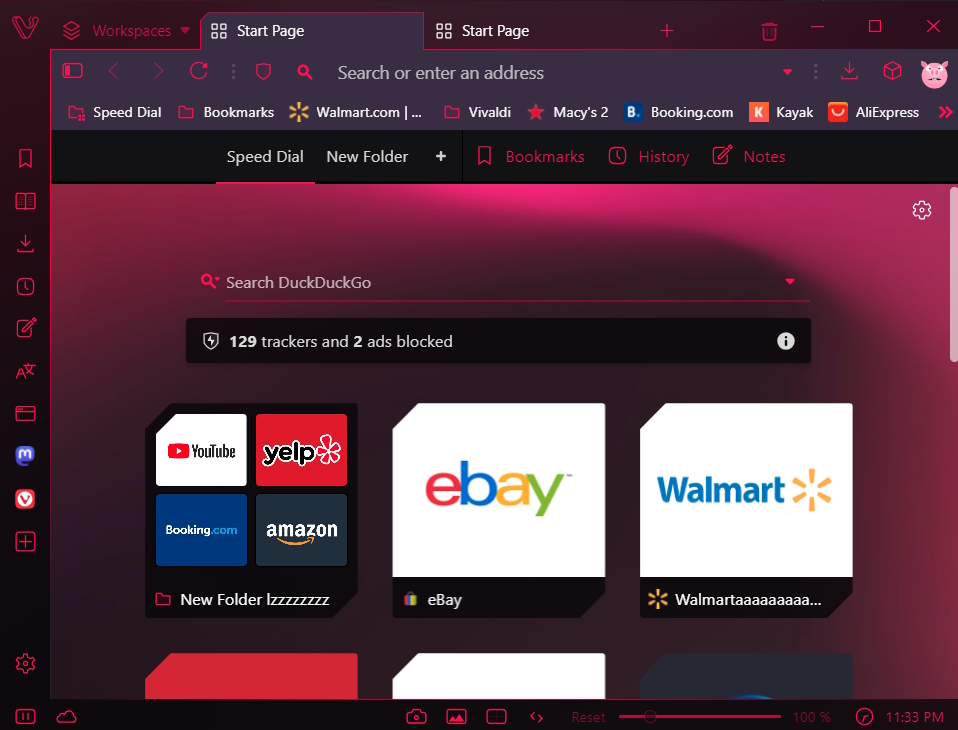 Workspaces
Start Page
Start Page
Search or enter an address
Speed Dial
Bookmarks
Walmart.com | ...
Vivaldi
Macy's 2
B.
Booking.com
K
Kayak
AliExpress
Speed Dial
New Folder
Bookmarks
History
Notes
Search DuckDuckGo
129 trackers and 2 ads blocked
YouTube
yelp
Booking.com
amazon
New Folder lzzzzzzzz
ebay™
eBay
Walmart
Walmartaaaaaaaaa...
Reset
100 %
11:33 PM